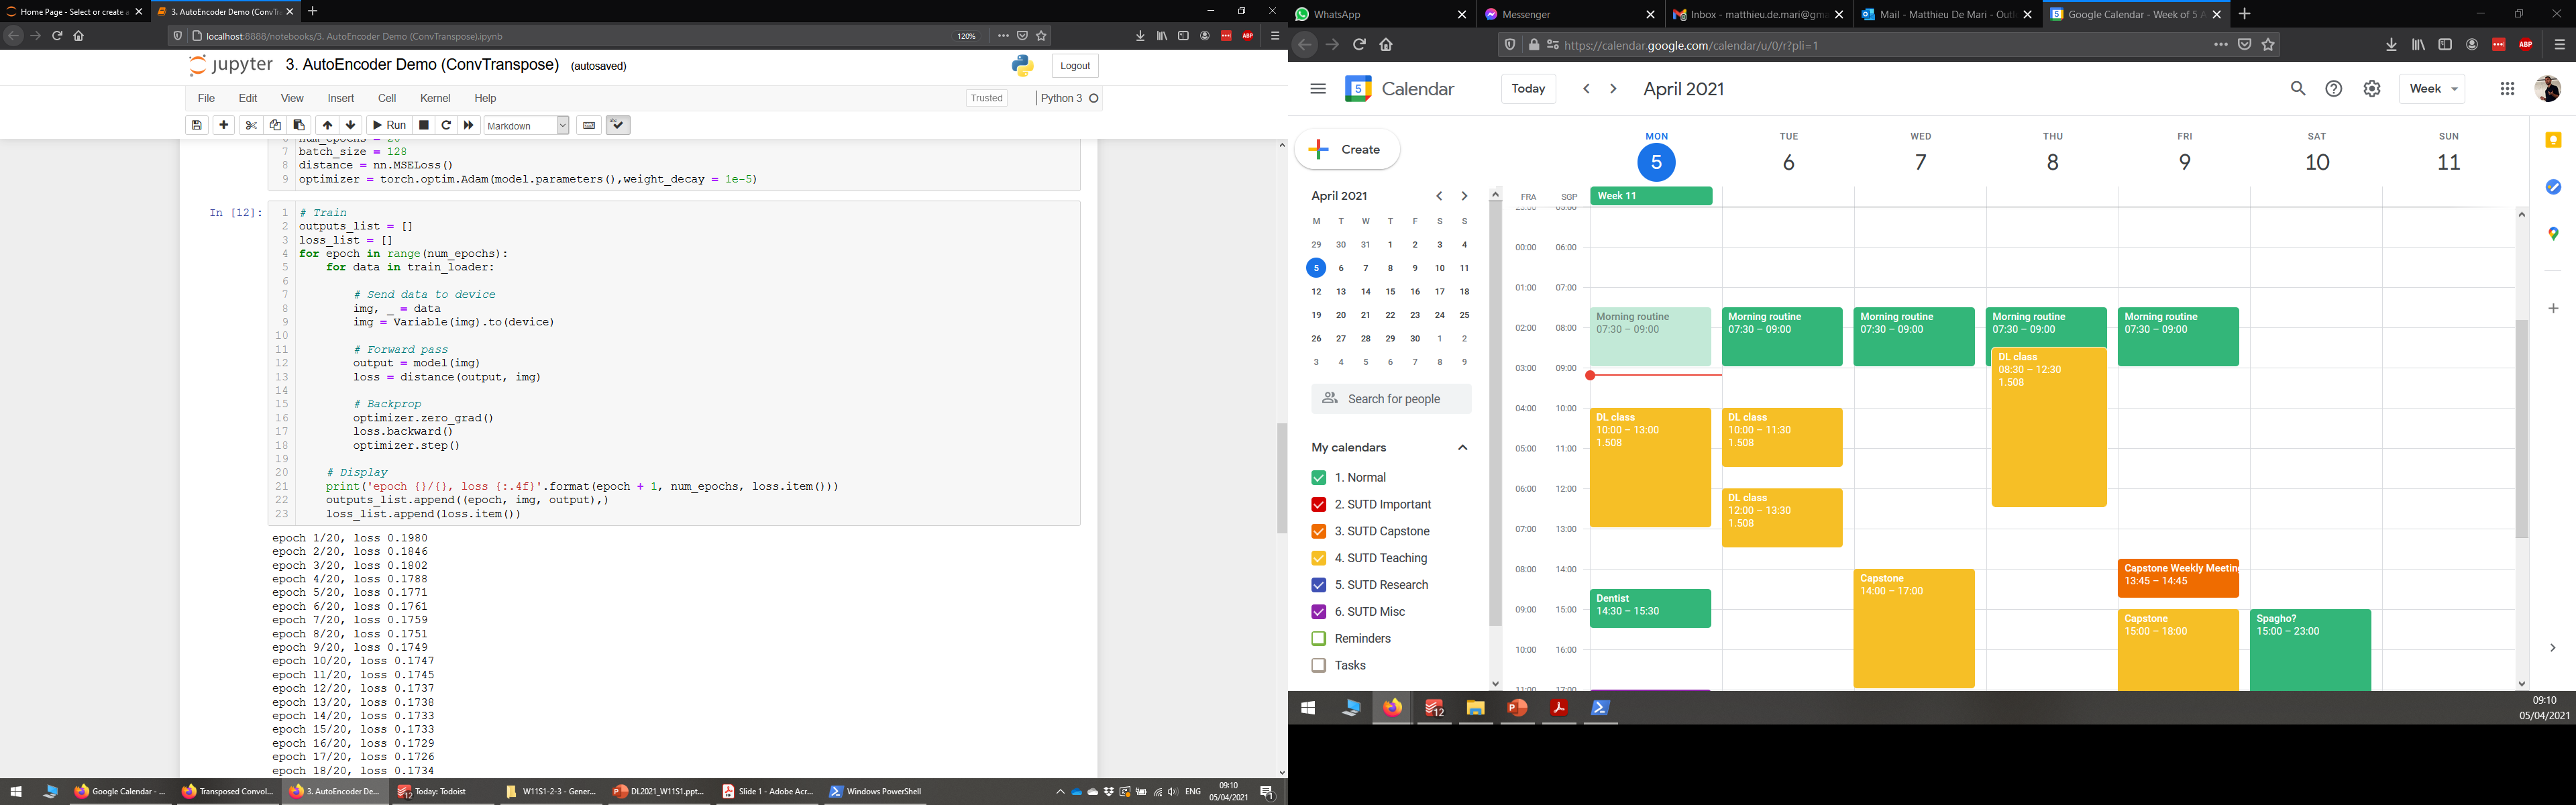 Home Page - Select or create a
3. AutoEncoder Demo (ConvTr
localhost:8888/notebooks/3. AutoEncoder Demo (ConvTranspose).ipynb
120%
ABP
jupyter 3. AutoEncoder Demo (ConvTranspose) (autosaved)
Logout
File Edit View Insert Cell Kernel Help
Trusted
Python 3
Run
Markdown
6 num_epochs = 20
7 batch_size = 128
8 distance = nn.MSELoss()
9 optimizer = torch.optim.Adam(model.parameters(),weight_decay = 1e-5)
In [12]:
1 # Train
2 outputs_list = []
3 loss_list = []
4 for epoch in range(num_epochs):
5 for data in train_loader:
6
7 # Send data to device
8 img, _ = data
9 img = Variable(img).to(device)
10
11 # Forward pass
12 output = model(img)
13 loss = distance(output, img)
14
15 # Backprop
16 optimizer.zero_grad()
17 loss.backward()
18 optimizer.step()
19
20 # Display
21 print('epoch {}/{}, loss {:.4f}'.format(epoch + 1, num_epochs, loss.item()))
22 outputs_list.append((epoch, img, output),)
23 loss_list.append(loss.item())
epoch 1/20, loss 0.1980
epoch 2/20, loss 0.1846
epoch 3/20, loss 0.1802
epoch 4/20, loss 0.1788
epoch 5/20, loss 0.1771
epoch 6/20, loss 0.1761
epoch 7/20, loss 0.1759
epoch 8/20, loss 0.1751
epoch 9/20, loss 0.1749
epoch 10/20, loss 0.1747
epoch 11/20, loss 0.1745
epoch 12/20, loss 0.1737
epoch 13/20, loss 0.1738
epoch 14/20, loss 0.1733
epoch 15/20, loss 0.1733
epoch 16/20, loss 0.1729
epoch 17/20, loss 0.1726
epoch 18/20, loss 0.1734
Google Calendar - ...
Transposed Convol...
3. AutoEncoder De...
12
Today: Todoist
W11S1-2-3 - Gener...
DL2021_W11S1.ppt...
Slide 1 - Adobe Acr...
Windows PowerShell
ENG
09:10
05/04/2021
1
WhatsApp
Messenger
Inbox - matthieu.de.mari@gma
Mail - Matthieu De Mari - Outl
Google Calendar - Week of 5 A
https://calendar.google.com/calendar/u/0/r?pli=1
ABP
5
Calendar
Today
April 2021
Week
Create
April 2021
M T W T F S S
29 30 31 1 2 3 4
5 6 7 8 9 10 11
12 13 14 15 16 17 18
19 20 21 22 23 24 25
26 27 28 29 30 1 2
3 4 5 6 7 8 9
Search for people
My calendars
1. Normal
2. SUTD Important
3. SUTD Capstone
4. SUTD Teaching
5. SUTD Research
6. SUTD Misc
Reminders
Tasks
MON TUE WED THU FRI SAT SUN
5 6 7 8 9 10 11
FRA SGP
Week 11
23:00 05:00
00:00 06:00
01:00 07:00
02:00 08:00
03:00 09:00
04:00 10:00
05:00 11:00
06:00 12:00
07:00 13:00
08:00 14:00
09:00 15:00
10:00 16:00
11:00 17:00
Morning routine
07:30 – 09:00
DL class
10:00 – 13:00
1.508
Dentist
14:30 – 15:30
Morning routine
07:30 – 09:00
DL class
10:00 – 11:30
1.508
DL class
12:00 – 13:30
1.508
Morning routine
07:30 – 09:00
Capstone
14:00 – 17:00
Morning routine
07:30 – 09:00
DL class
08:30 – 12:30
1.508
Morning routine
07:30 – 09:00
Capstone Weekly Meetin
13:45 – 14:45
Capstone
15:00 – 18:00
Spagho?
15:00 – 23:00
12
09:10
05/04/2021